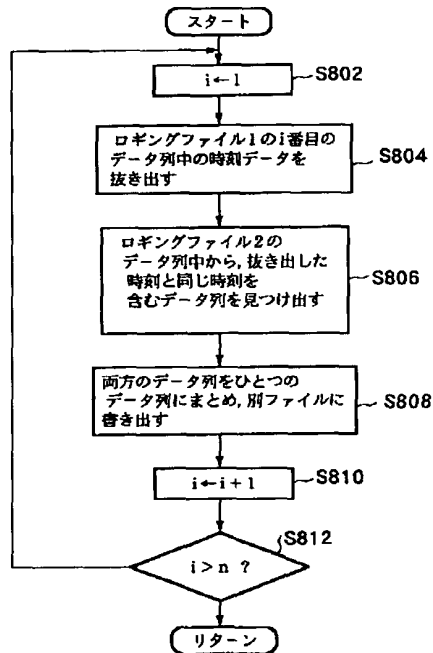 スタート
i←1
S802
ロギングファイル1のi番目の
データ列中の時刻データを
抜き出す
S804
ロギングファイル2の
データ列中から,抜き出した
時刻と同じ時刻を
含むデータ列を見つけ出す
S806
両方のデータ列をひとつの
データ列にまとめ,別ファイルに
書き出す
S808
i←i+1
S810
S812
i>n ?
リターン